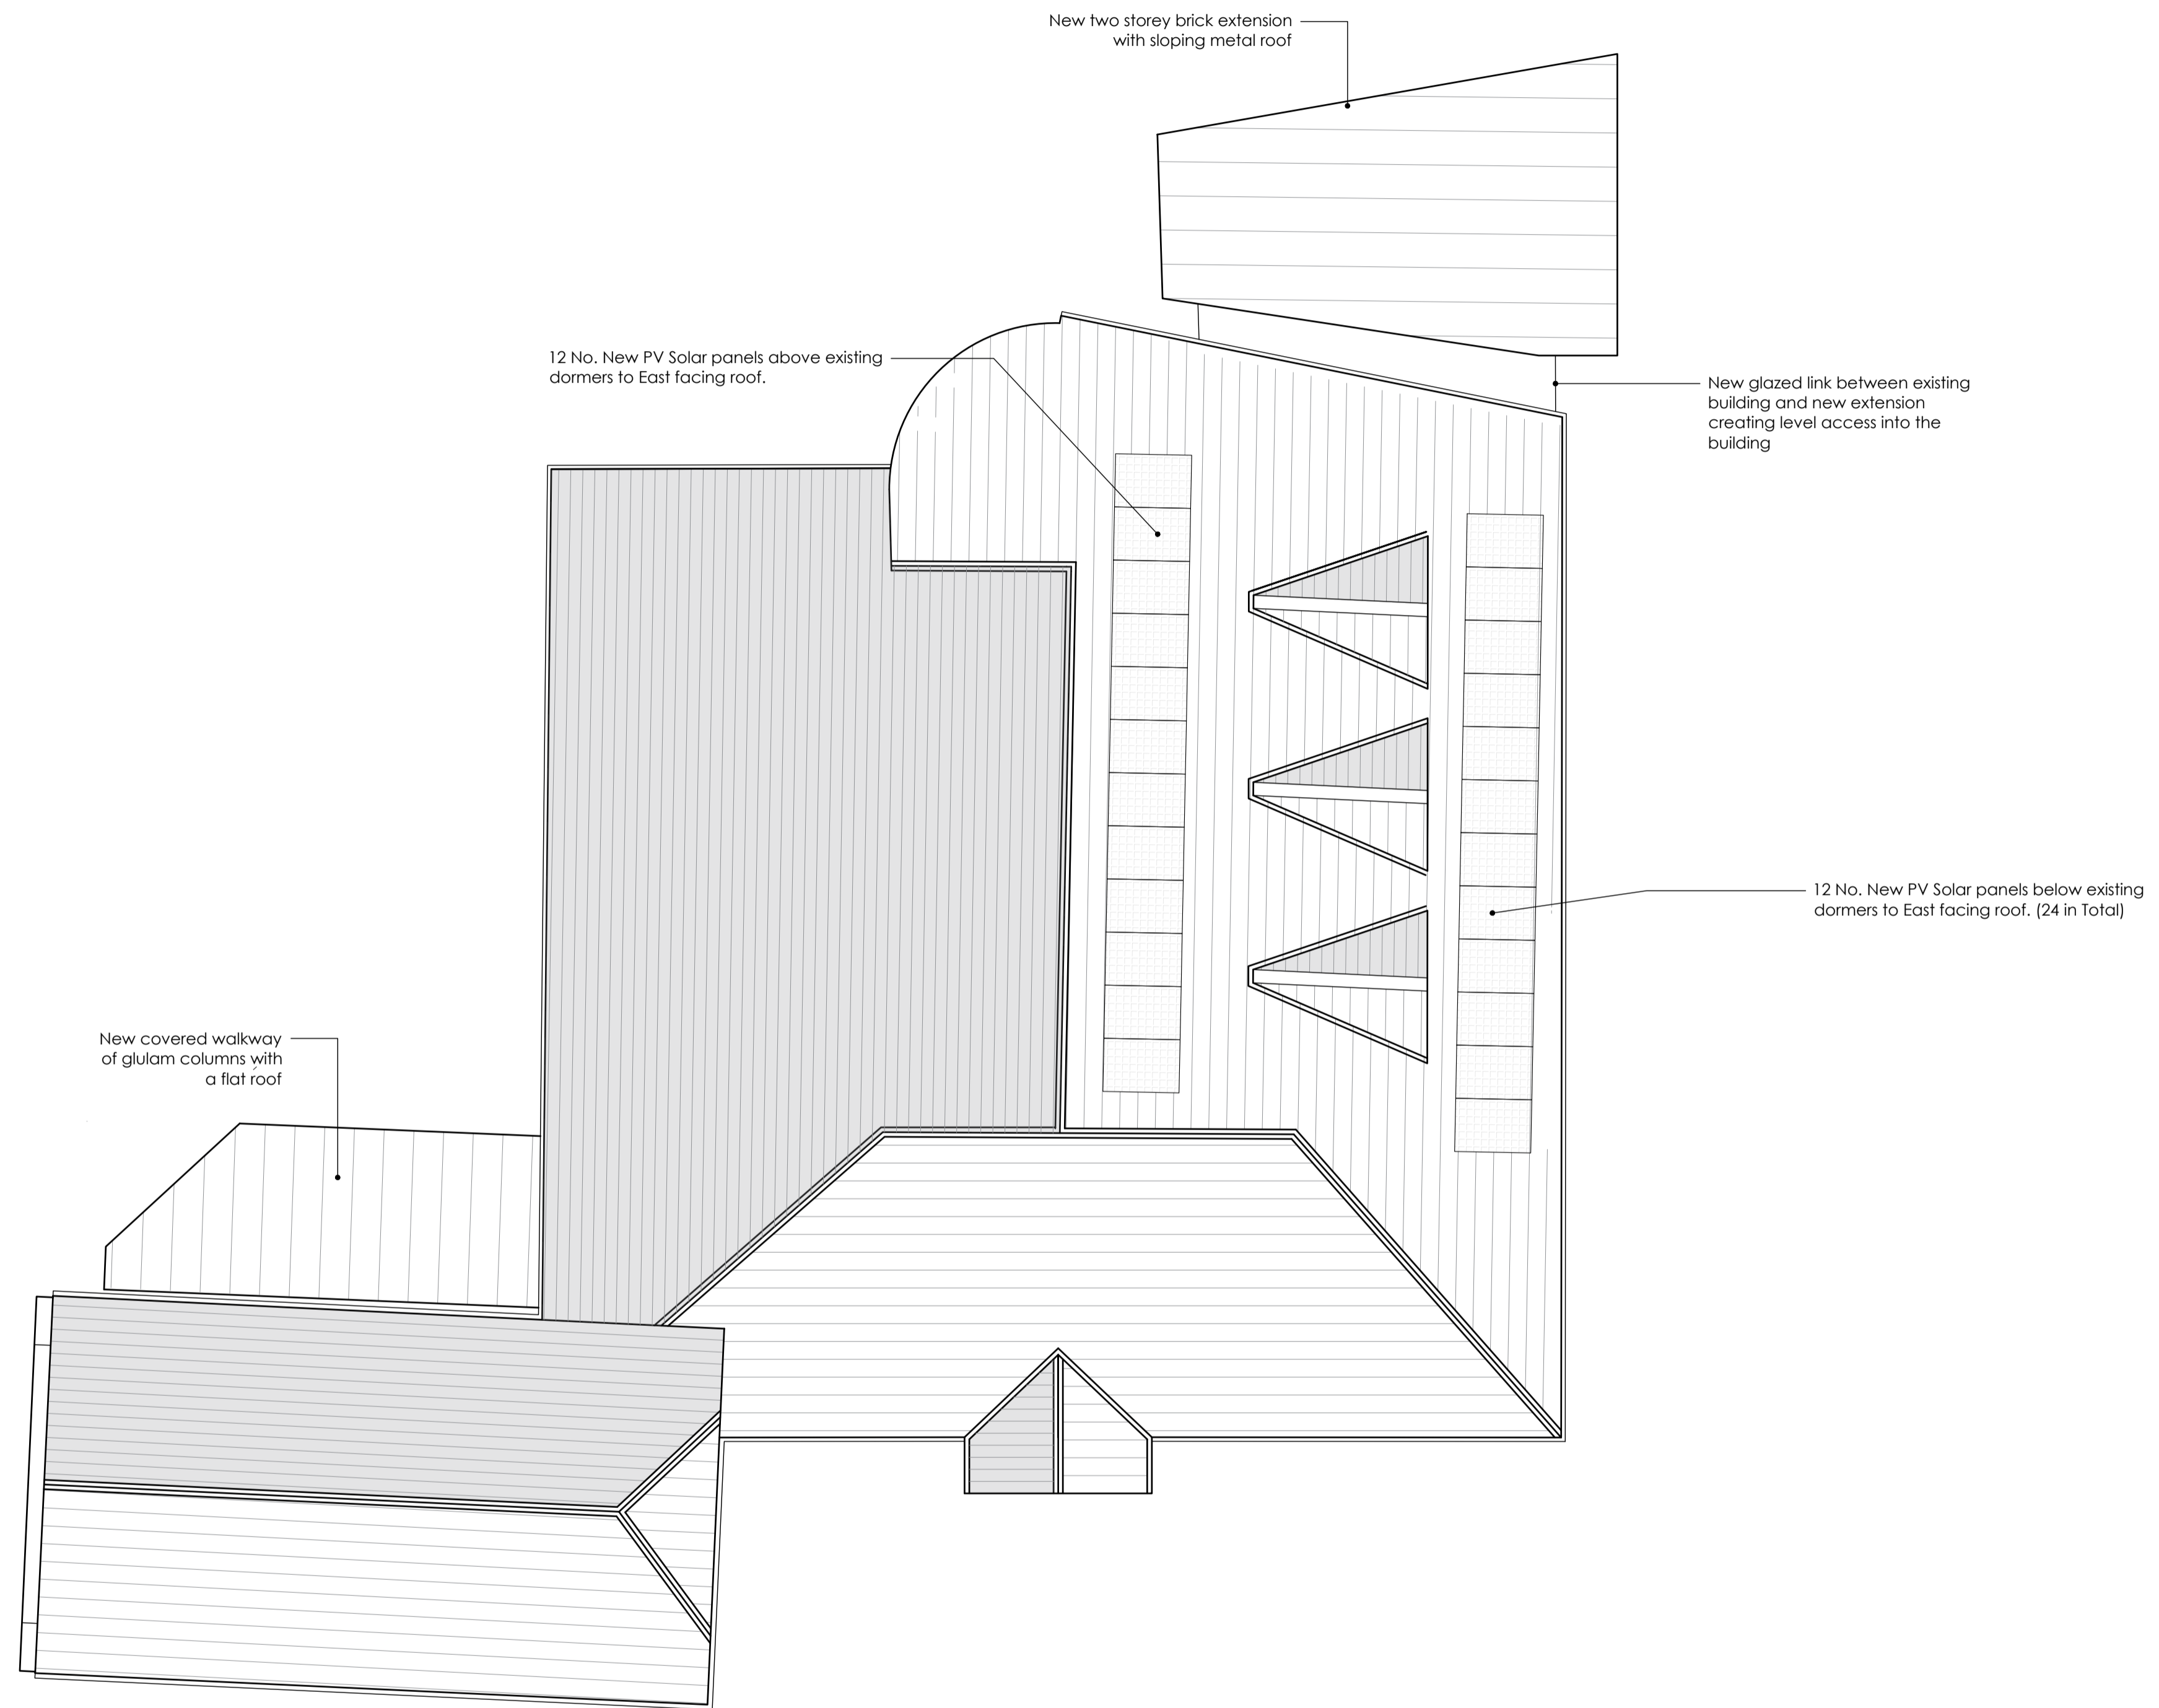 New two storey brick extension
with sloping metal roof
12 No. New PV Solar panels above existing
dormers to East facing roof.
New glazed link between existing
building and new extension
creating level access into the
building
12 No. New PV Solar panels below existing
dormers to East facing roof. (24 in Total)
New covered walkway
of glulam columns with
a flat roof